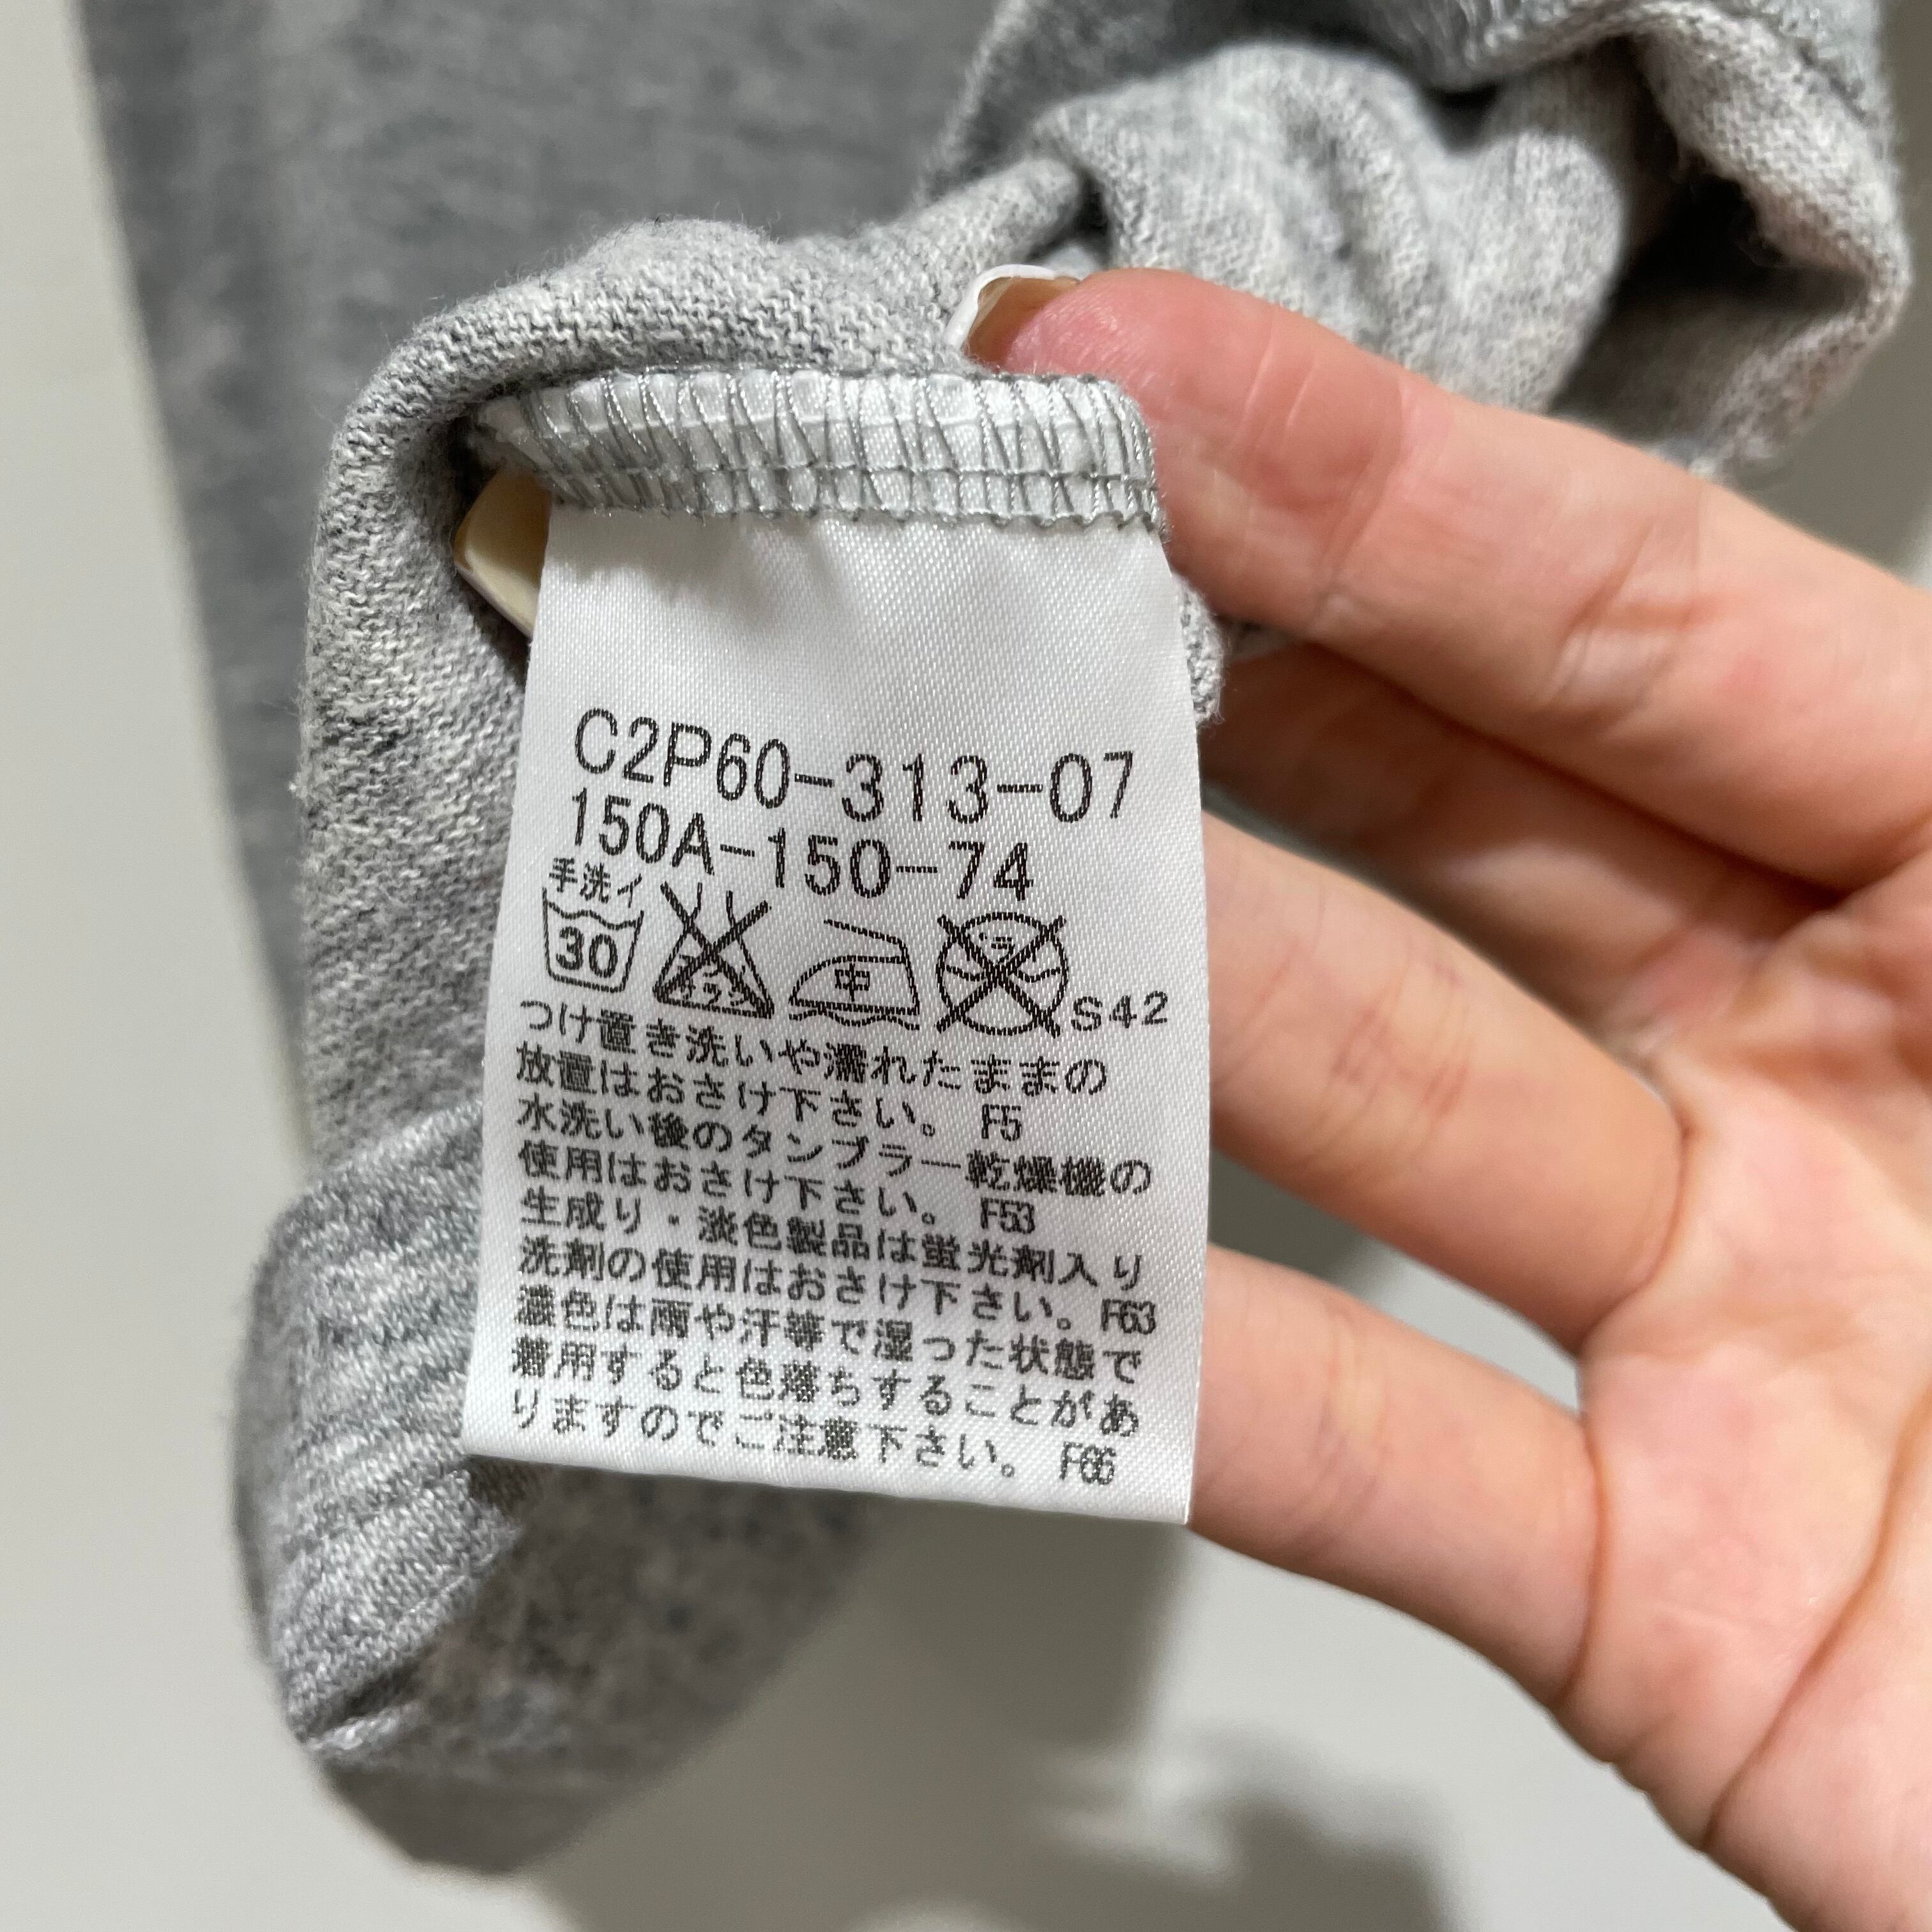 C2P60-313-07
150A-150-74
手洗イ
30 中 S42
つけ置き洗いや濡れたままの
放置はおさけ下さい。 F5
水洗い後のタンブラー乾燥機の
使用はおさけ下さい。 F53
生成り・淡色製品は蛍光剤入り
洗剤の使用はおさけ下さい。F63
濃色は雨や汗等で湿った状態で
着用すると色落ちすることがあ
りますのでご注意下さい。 F66